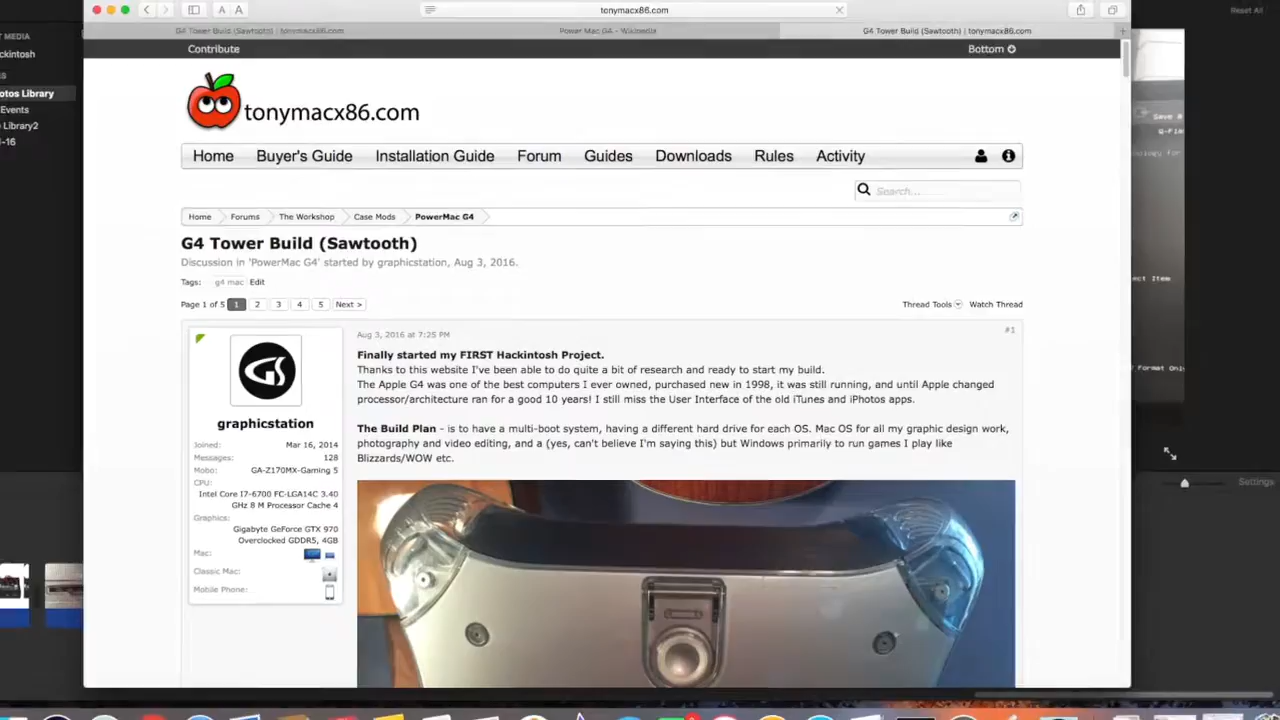 tonymacx86.com
Reset All
A A
G4 Tower Build (Sawtooth) | tonymacx86.com
Power Mac G4 - Wikipedia
G4 Tower Build (Sawtooth) | tonymacx86.com
Contribute
Bottom
T MEDIA
ckintosh
otos Library
Events
Library2
tonymacx86.com
Home Buyer's Guide Installation Guide Forum Guides Downloads Rules Activity
Search...
Home Forums The Workshop Case Mods PowerMac G4
G4 Tower Build (Sawtooth)
Discussion in 'PowerMac G4' started by graphicstation, Aug 3, 2016.
Tags: g4 mac Edit
Page 1 of 5 1 2 3 4 5 Next >
Thread Tools Watch Thread
Aug 3, 2016 at 7:25 PM
#1
Finally started my FIRST Hackintosh Project.
Thanks to this website I've been able to do quite a bit of research and ready to start my build.
The Apple G4 was one of the best computers I ever owned, purchased new in 1998, it was still running, and until Apple changed
processor/architecture ran for a good 10 years! I still miss the User Interface of the old iTunes and iPhotos apps.
The Build Plan - is to have a multi-boot system, having a different hard drive for each OS. Mac OS for all my graphic design work,
photography and video editing, and a (yes, can't believe I'm saying this) but Windows primarily to run games I play like
Blizzards/WOW etc.
GS
graphicstation
Joined: Mar 16, 2014
Messages: 128
Mobo: GA-Z170MX-Gaming 5
CPU:
Intel Core I7-6700 FC-LGA14C 3.40
GHz 8 M Processor Cache 4
Graphics:
Gigabyte GeForce GTX 970
Overclocked GDDR5, 4GB
Mac:
Classic Mac:
Mobile Phone:
Save
ect Item
Format Only
Settings